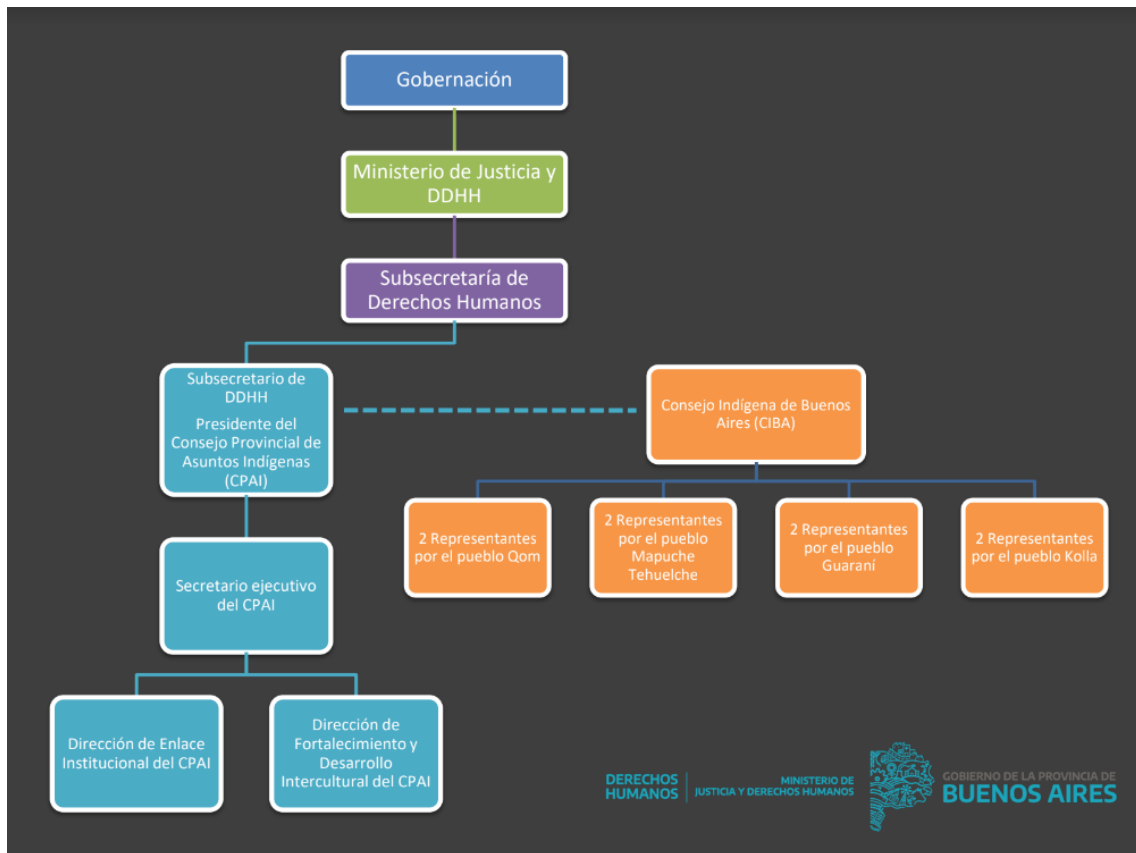 Gobernación
Ministerio de Justicia y
DDHH
Subsecretaría de
Derechos Humanos
Subsecretario de
DDHH
Presidente del
Consejo Provincial de
Asuntos Indígenas
(CPAI)
Consejo Indígena de Buenos
Aires (CIBA)
2 Representantes
por el pueblo Qom
2 Representantes
por el pueblo
Mapuche
Tehuelche
2 Representantes
por el pueblo
Guaraní
2 Representantes
por el pueblo Kolla
Secretario ejecutivo
del CPAI
Dirección de Enlace
Institucional del CPAI
Dirección de
Fortalecimiento y
Desarrollo
Intercultural del CPAI
DERECHOS
HUMANOS
MINISTERIO DE
JUSTICIA Y DERECHOS HUMANOS
GOBIERNO DE LA PROVINCIA DE
BUENOS AIRES